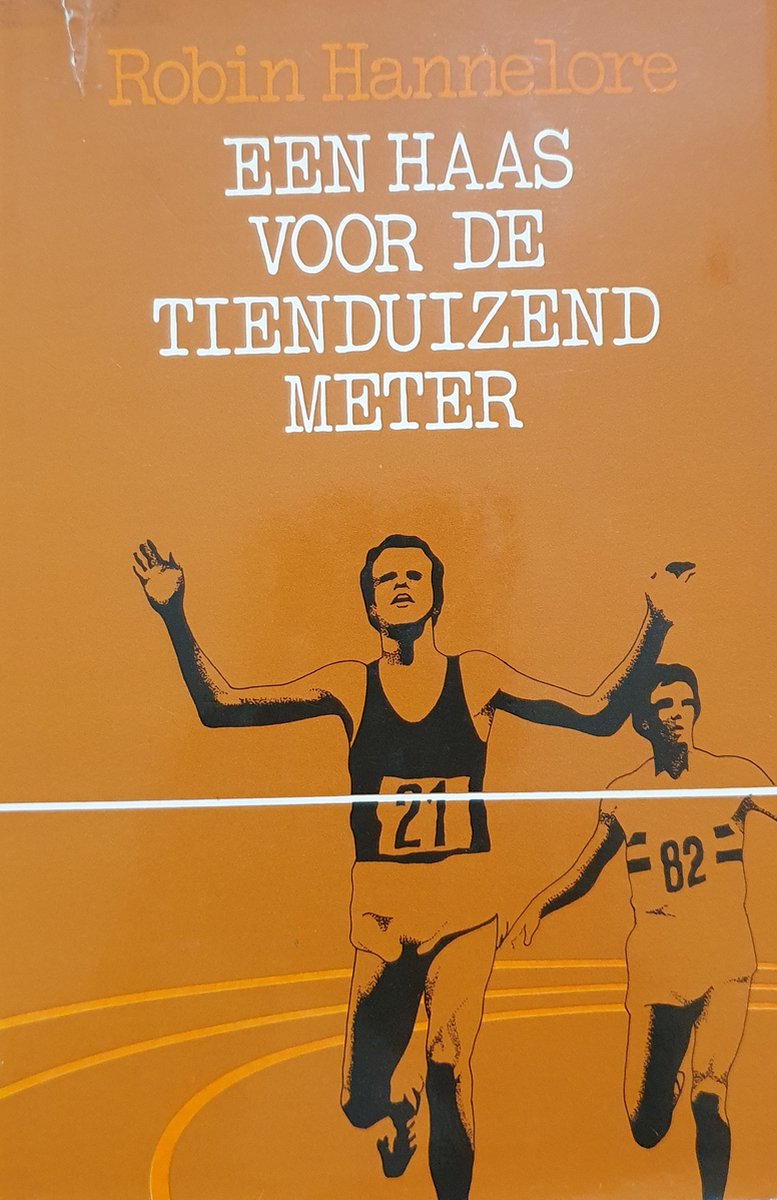 Robin Hannelore
EEN HAAS
VOOR DE
TIENDUIZEND
METER
21
82